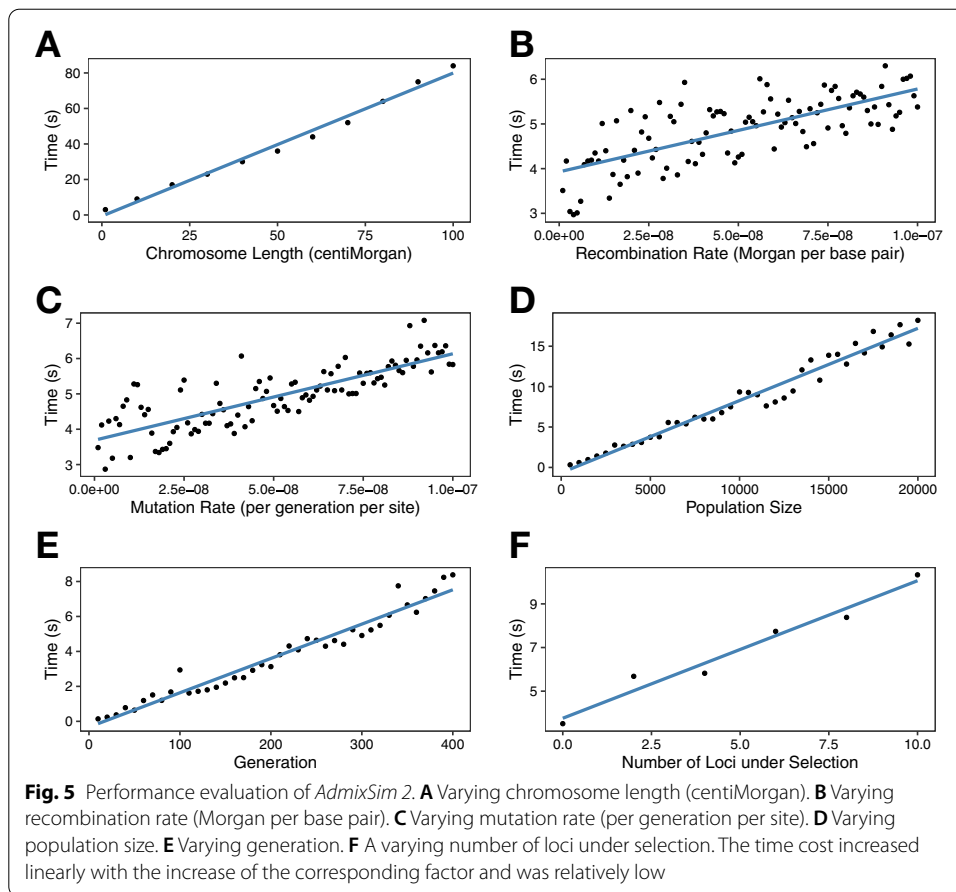 A
Time (s)
80
60
40
20
0
0
25
50
75
100
Chromosome Length (centiMorgan)
B
Time (s)
6
5
4
3
0.0e+00
2.5e−08
5.0e−08
7.5e−08
1.0e−07
Recombination Rate (Morgan per base pair)
C
Time (s)
7
6
5
4
3
0.0e+00
2.5e−08
5.0e−08
7.5e−08
1.0e−07
Mutation Rate (per generation per site)
D
Time (s)
15
10
5
0
0
5000
10000
15000
20000
Population Size
E
Time (s)
8
6
4
2
0
0
100
200
300
400
Generation
F
Time (s)
9
7
5
0.0
2.5
5.0
7.5
10.0
Number of Loci under Selection
Fig. 5 Performance evaluation of AdmixSim 2. A Varying chromosome length (centiMorgan). B Varying
recombination rate (Morgan per base pair). C Varying mutation rate (per generation per site). D Varying
population size. E Varying generation. F A varying number of loci under selection. The time cost increased
linearly with the increase of the corresponding factor and was relatively low